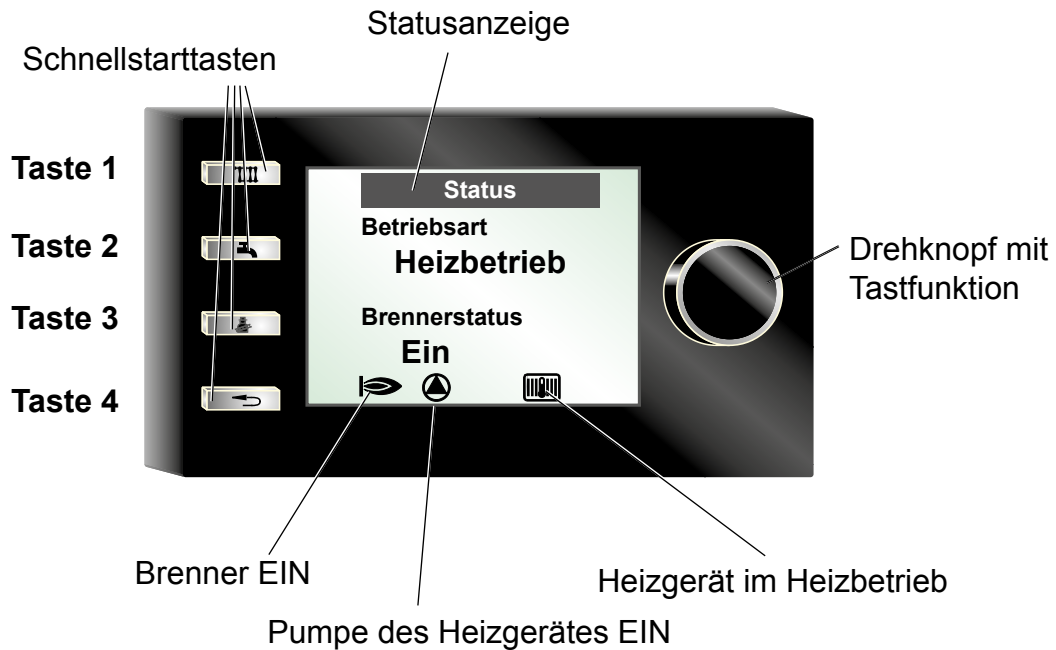 Statusanzeige
Schnellstarttasten
Taste 1
Status
Betriebsart
Taste 2
Heizbetrieb
Drehknopf mit
Tastfunktion
Taste 3
Brennerstatus
Ein
Taste 4
Brenner EIN
Heizgerät im Heizbetrieb
Pumpe des Heizgerätes EIN